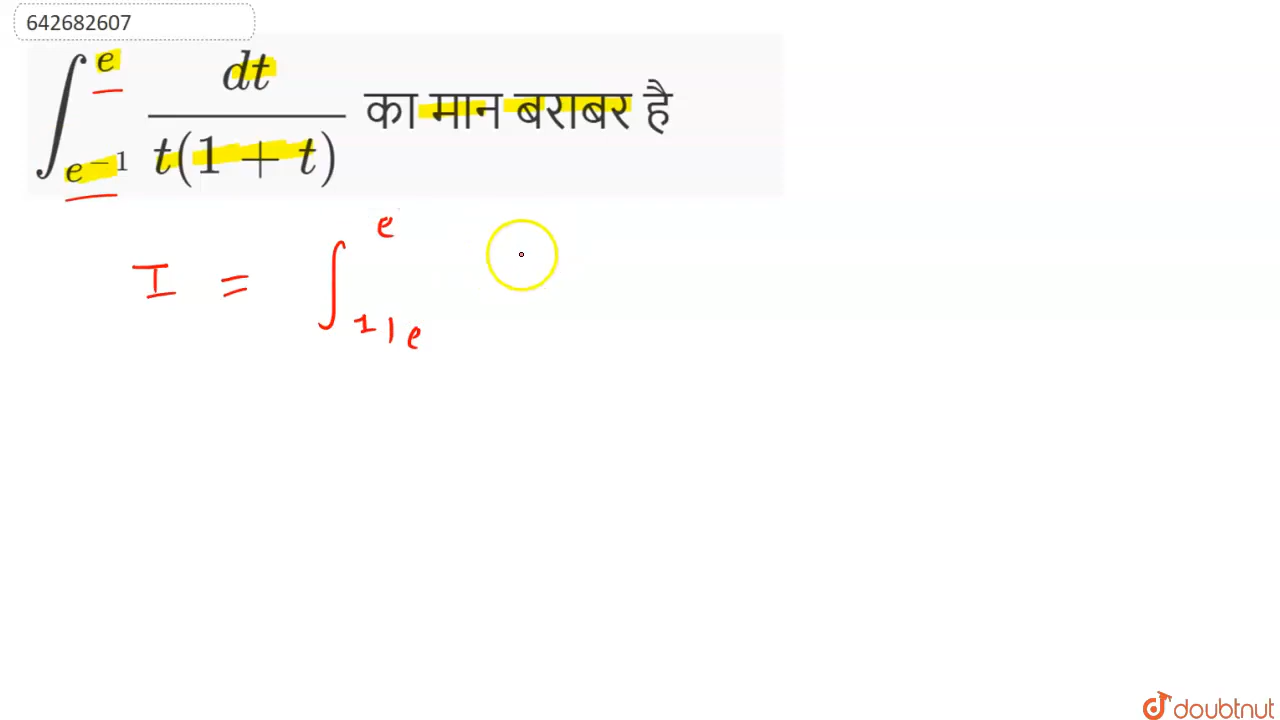 642682607
∫_{e^{-1}}^{e} dt / t(1 + t) का मान बराबर है
I = ∫_{1/e}^{e}
doubtnut